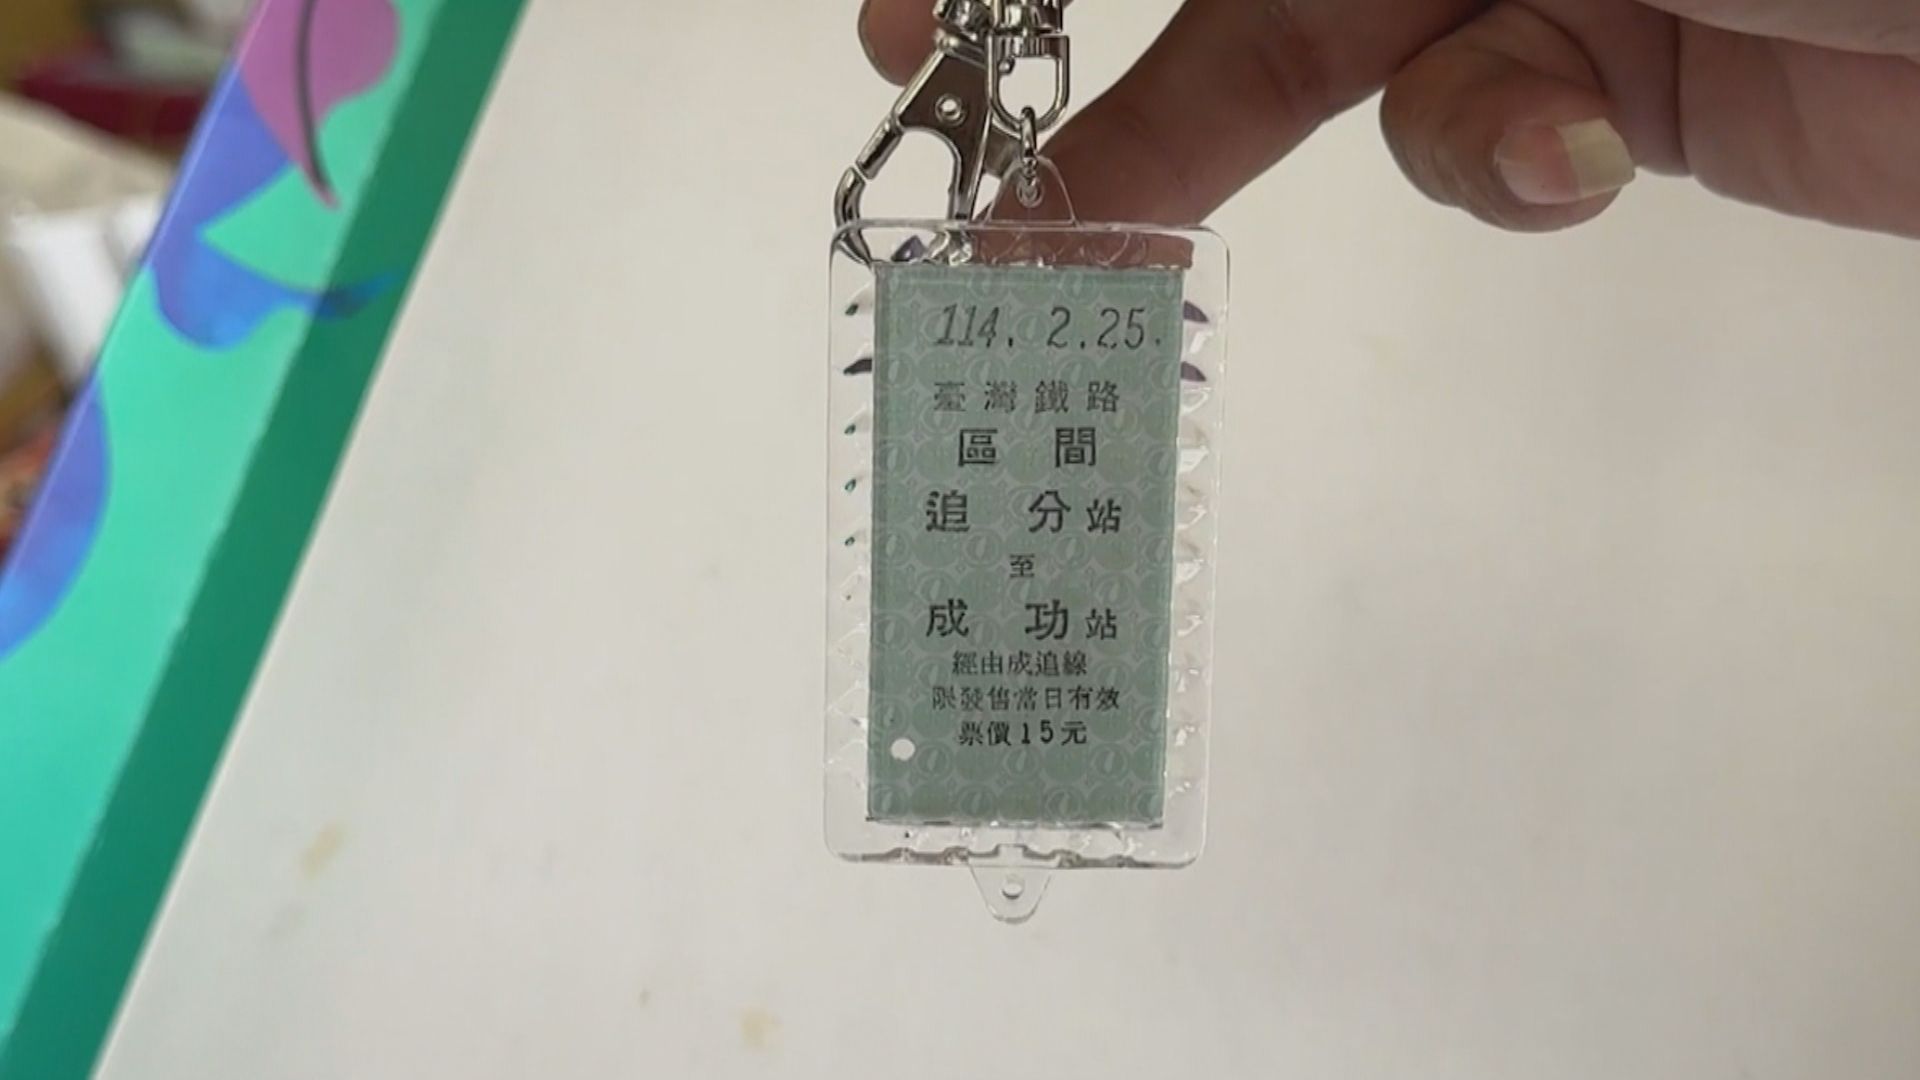 114. 2.25.
臺灣鐵路
區間
追分站
至
成功站
經由成追線
限發售當日有效
票價15元